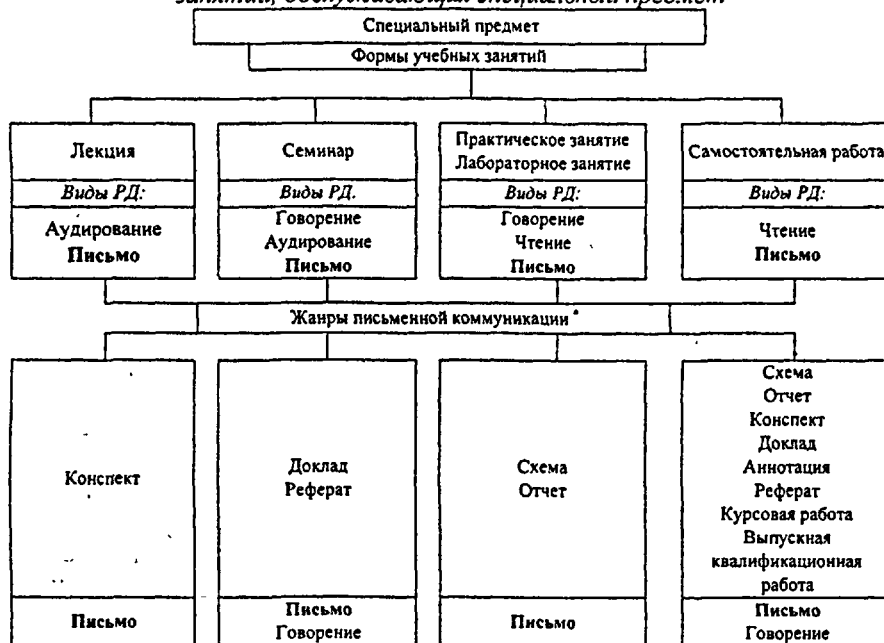 занятий, обслуживающая специальный предмет
Специальный предмет
Формы учебных занятий
Лекция
Виды РД:
Аудирование
Письмо
Семинар
Виды РД.
Говорение
Аудирование
Письмо
Практическое занятие
Лабораторное занятие
Виды РД:
Говорение
Чтение
Письмо
Самостоятельная работа
Виды РД:
Чтение
Письмо
Жанры письменной коммуникации
Конспект
Письмо
Доклад
Реферат
Письмо
Говорение
Схема
Отчет
Письмо
Схема
Отчет
Конспект
Доклад
Аннотация
Реферат
Курсовая работа
Выпускная
квалификационная
работа
Письмо
Говорение